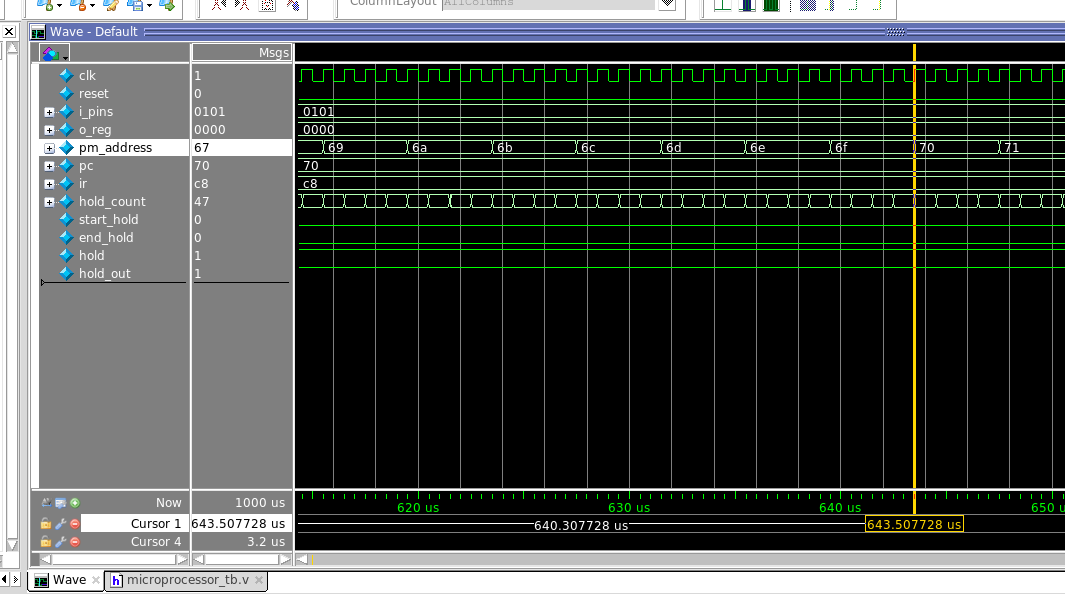 ColumnLayout AllColumns
Wave - Default
Msgs
clk 1
reset 0
i_pins 0101 0101
o_reg 0000 0000
pm_address 67 69 6a 6b 6c 6d 6e 6f 70 71
pc 70 70
ir c8 c8
hold_count 47
start_hold 0
end_hold 0
hold 1
hold_out 1
Now 1000 us 620 us 630 us 640 us 650 u
Cursor 1 643.507728 us 640.307728 us 643.507728 us
Cursor 4 3.2 us
Wave microprocessor_tb.v